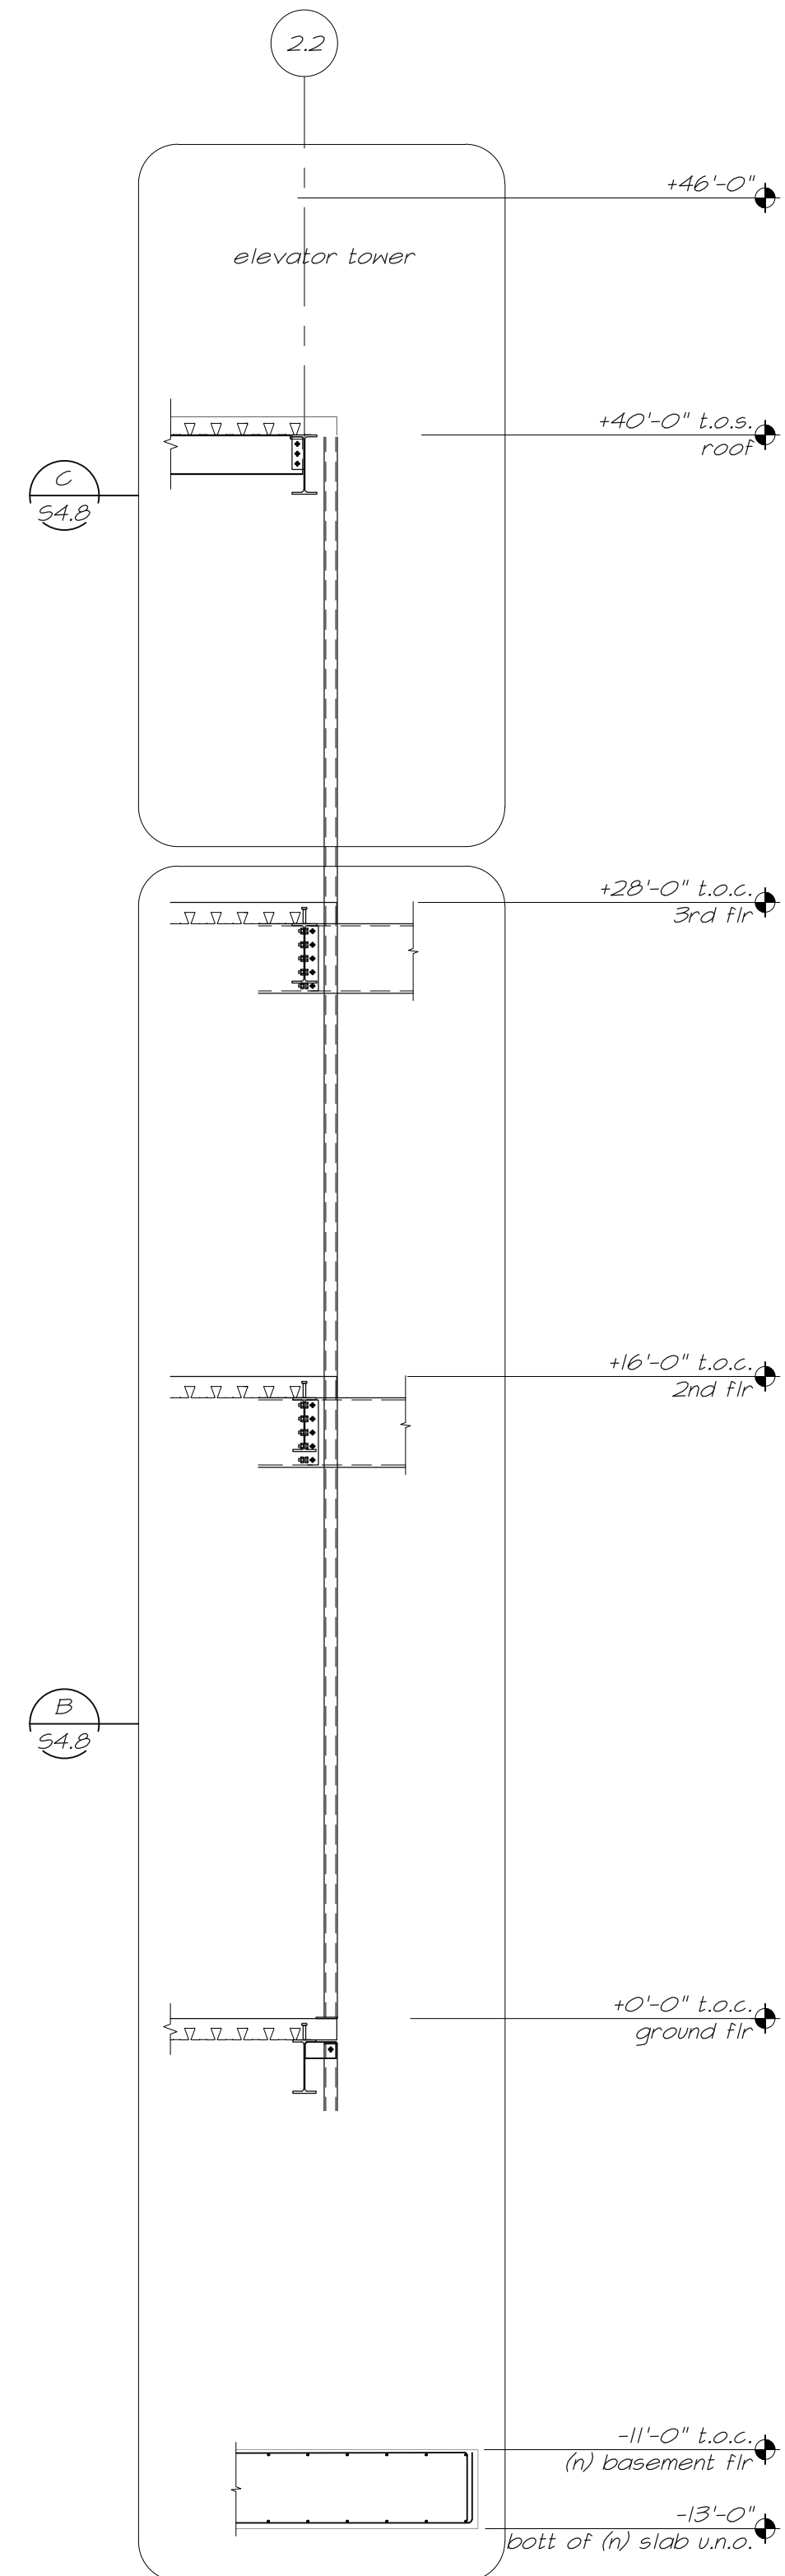 2.2
+46'-0"
elevator tower
+40'-0" t.o.s.
roof
C
S4.8
+28'-0" t.o.c.
3rd flr
+16'-0" t.o.c.
2nd flr
B
S4.8
+0'-0" t.o.c.
ground flr
-11'-0" t.o.c.
(n) basement flr
-13'-0"
bott of (n) slab u.n.o.